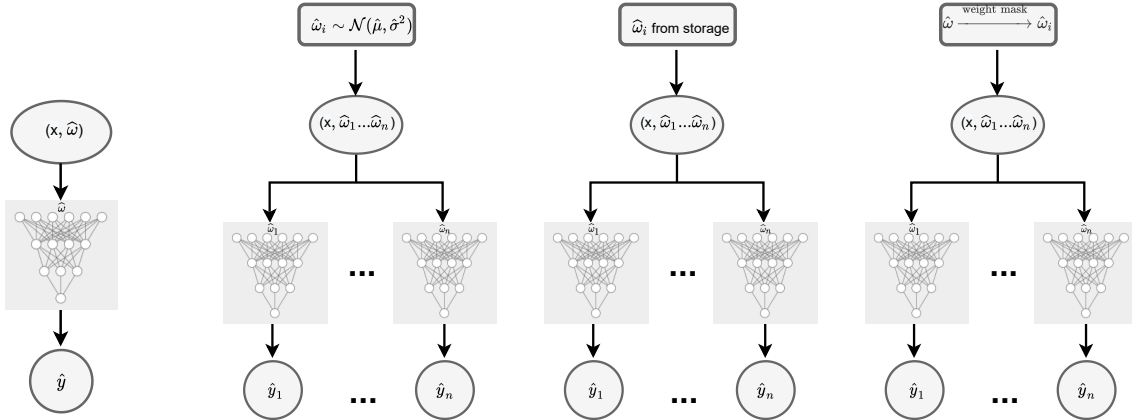 (x, ω̂)
ω̂
ŷ
ω̂ᵢ ∼ 𝒩(μ̂, σ̂²)
(x, ω̂₁...ω̂ₙ)
ω̂₁
...
ω̂ₙ
ŷ₁
...
ŷₙ
ω̂ᵢ from storage
(x, ω̂₁...ω̂ₙ)
ω̂₁
...
ω̂ₙ
ŷ₁
...
ŷₙ
weight mask
ω̂ ⟶ ω̂ᵢ
(x, ω̂₁...ω̂ₙ)
ω̂₁
...
ω̂ₙ
ŷ₁
...
ŷₙ